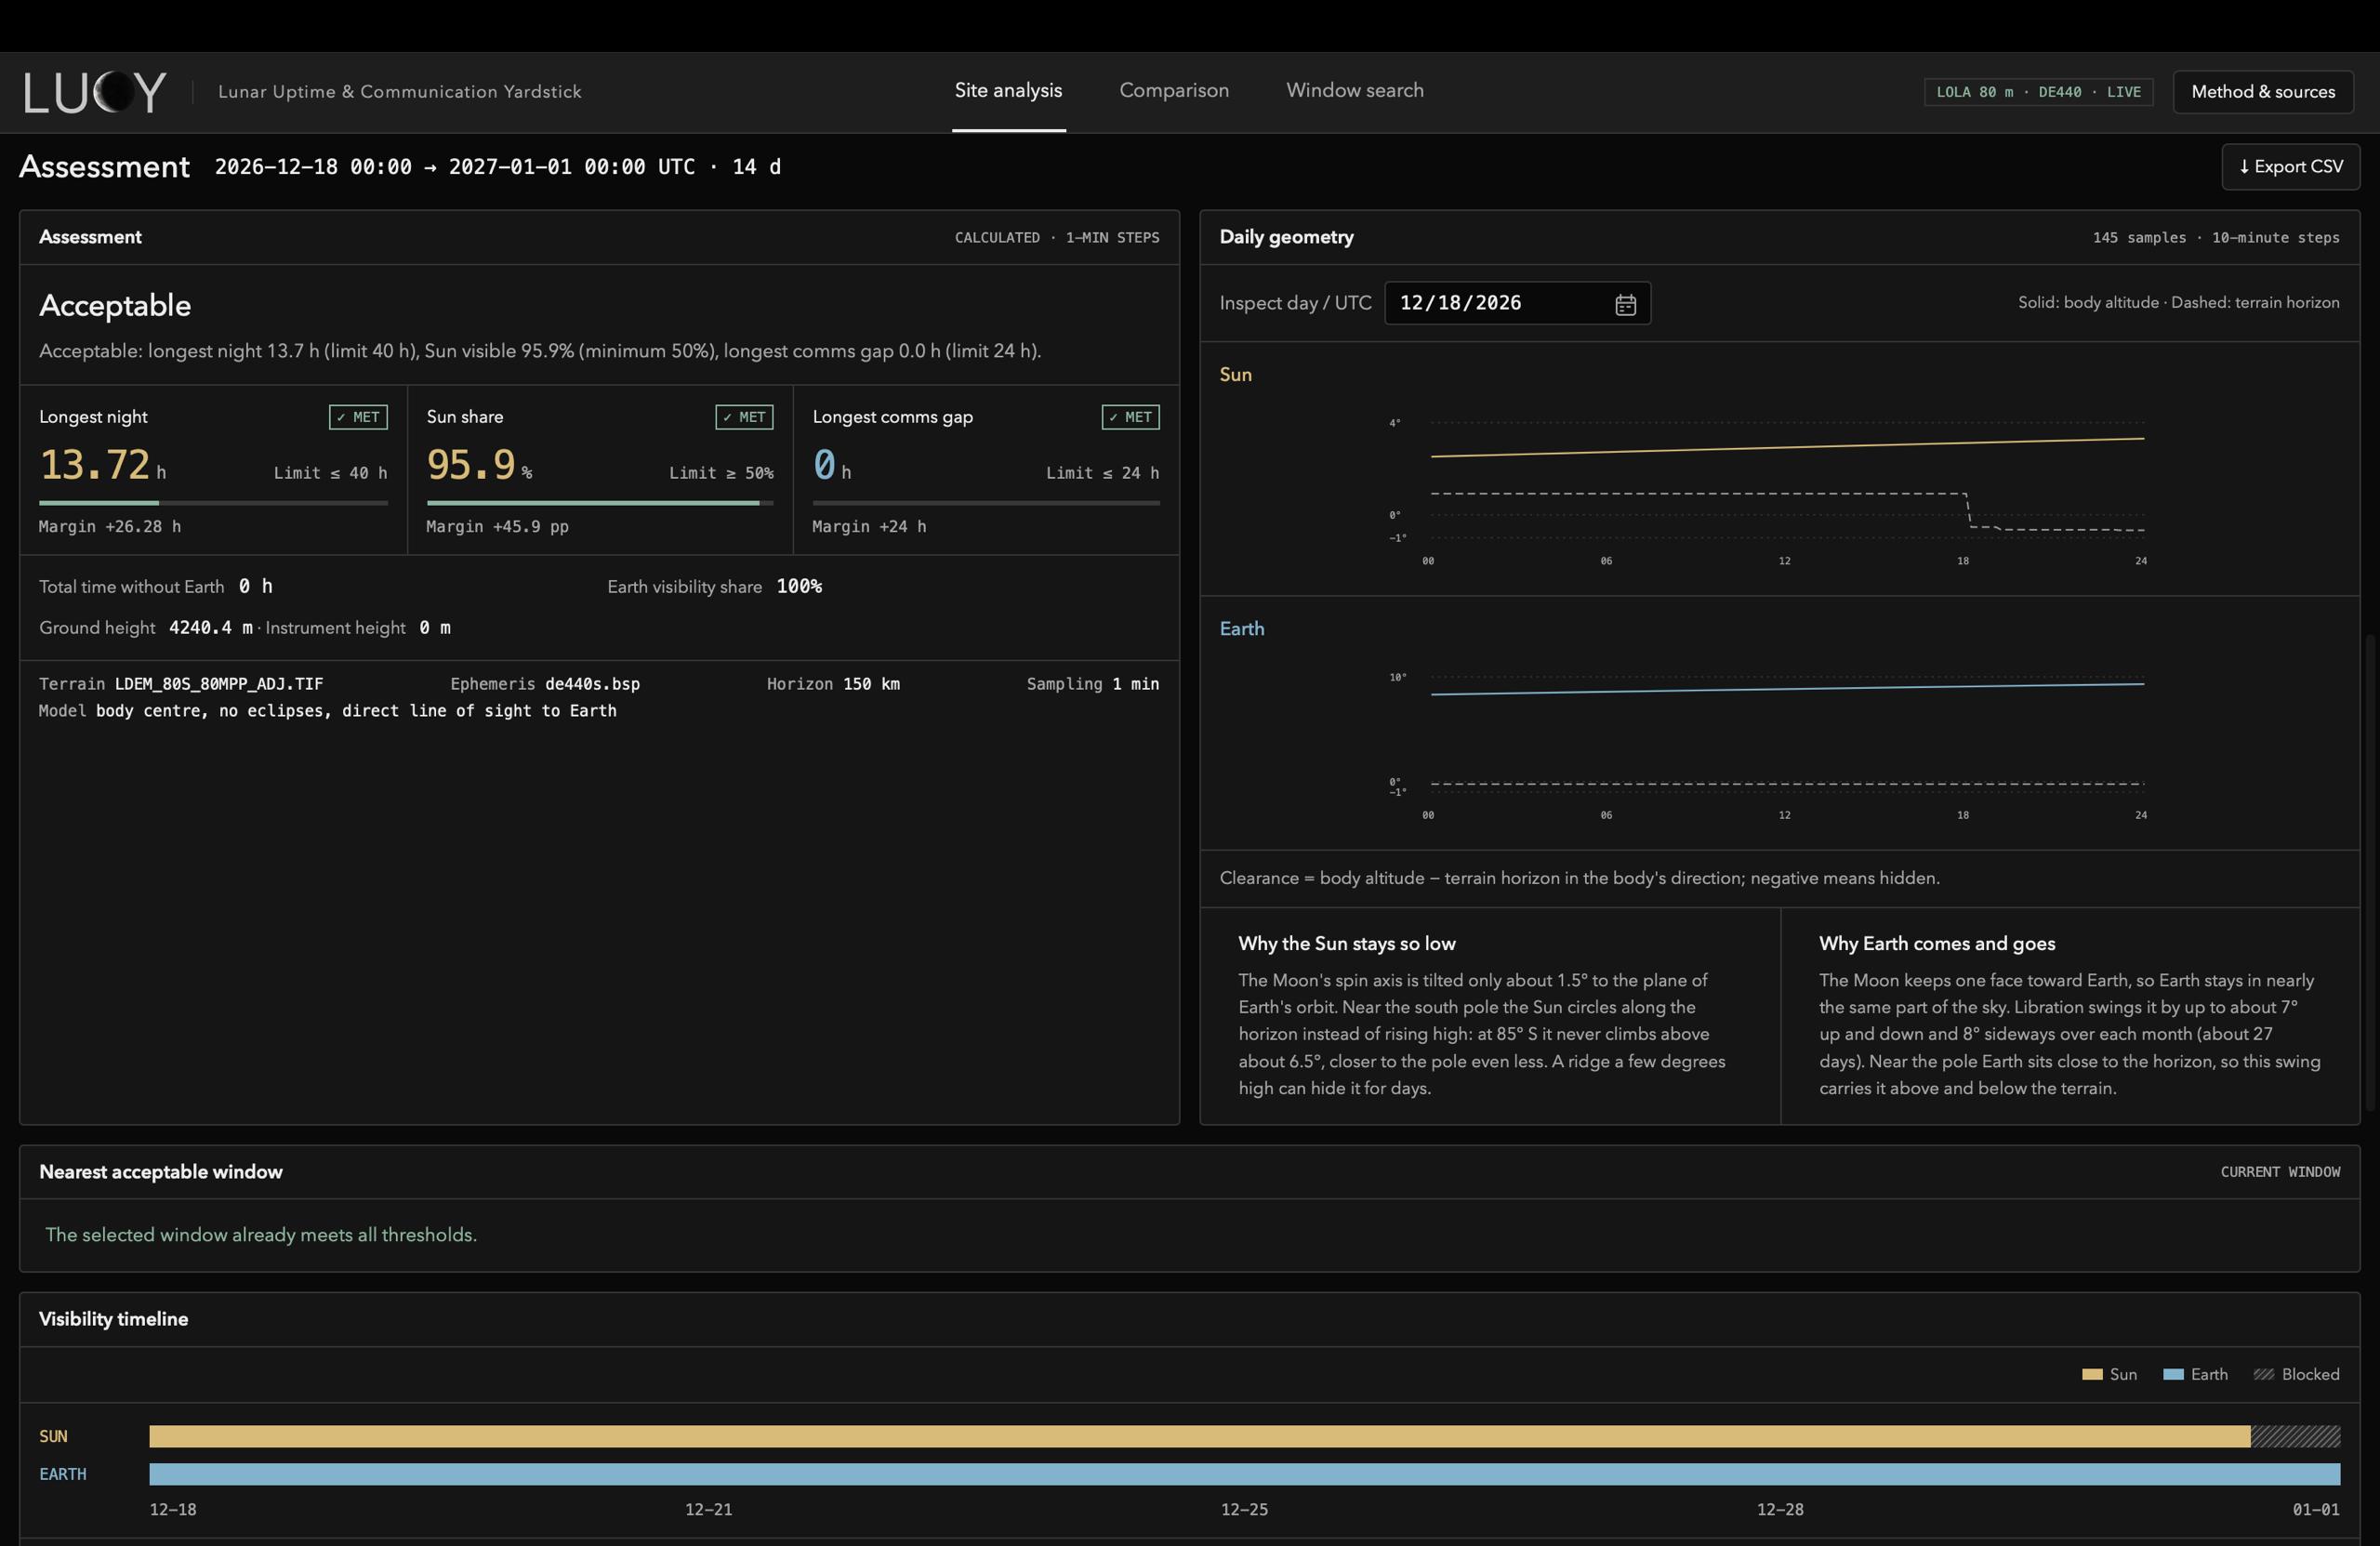 LUCY
Lunar Uptime & Communication Yardstick
Site analysis
Comparison
Window search
LOLA 80 m · DE440 · LIVE
Method & sources
Assessment 2026-12-18 00:00 → 2027-01-01 00:00 UTC · 14 d
↓ Export CSV
Assessment
CALCULATED · 1-MIN STEPS
Acceptable
Acceptable: longest night 13.7 h (limit 40 h), Sun visible 95.9% (minimum 50%), longest comms gap 0.0 h (limit 24 h).
Longest night
✓ MET
13.72 h
Limit ≤ 40 h
Margin +26.28 h
Sun share
✓ MET
95.9 %
Limit ≥ 50%
Margin +45.9 pp
Longest comms gap
✓ MET
0 h
Limit ≤ 24 h
Margin +24 h
Total time without Earth 0 h
Earth visibility share 100%
Ground height 4240.4 m · Instrument height 0 m
Terrain LDEM_80S_80MPP_ADJ.TIF
Ephemeris de440s.bsp
Horizon 150 km
Sampling 1 min
Model body centre, no eclipses, direct line of sight to Earth
Daily geometry
145 samples · 10-minute steps
Inspect day / UTC
12/18/2026
Solid: body altitude · Dashed: terrain horizon
Sun
4°
0°
-1°
00 06 12 18 24
Earth
10°
0°
-1°
00 06 12 18 24
Clearance = body altitude − terrain horizon in the body's direction; negative means hidden.
Why the Sun stays so low
The Moon's spin axis is tilted only about 1.5° to the plane of
Earth's orbit. Near the south pole the Sun circles along the
horizon instead of rising high: at 85° S it never climbs above
about 6.5°, closer to the pole even less. A ridge a few degrees
high can hide it for days.
Why Earth comes and goes
The Moon keeps one face toward Earth, so Earth stays in nearly
the same part of the sky. Libration swings it by up to about 7°
up and down and 8° sideways over each month (about 27
days). Near the pole Earth sits close to the horizon, so this swing
carries it above and below the terrain.
Nearest acceptable window
CURRENT WINDOW
The selected window already meets all thresholds.
Visibility timeline
Sun
Earth
Blocked
SUN
EARTH
12-18 12-21 12-25 12-28 01-01